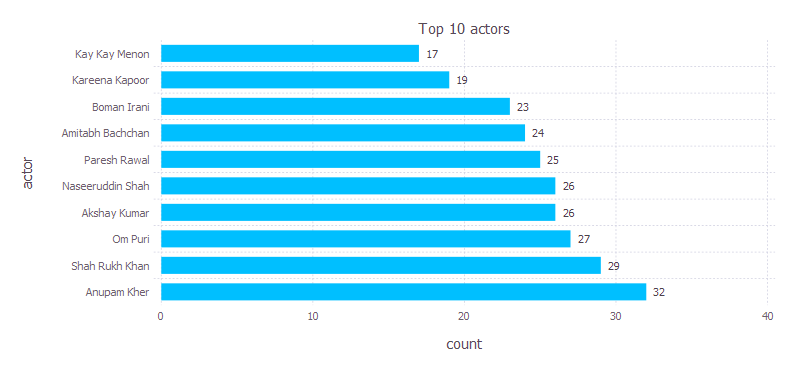 Top 10 actors
Kay Kay Menon 17
Kareena Kapoor 19
Boman Irani 23
Amitabh Bachchan 24
Paresh Rawal 25
Naseeruddin Shah 26
Akshay Kumar 26
Om Puri 27
Shah Rukh Khan 29
Anupam Kher 32
actor
0 10 20 30 40
count